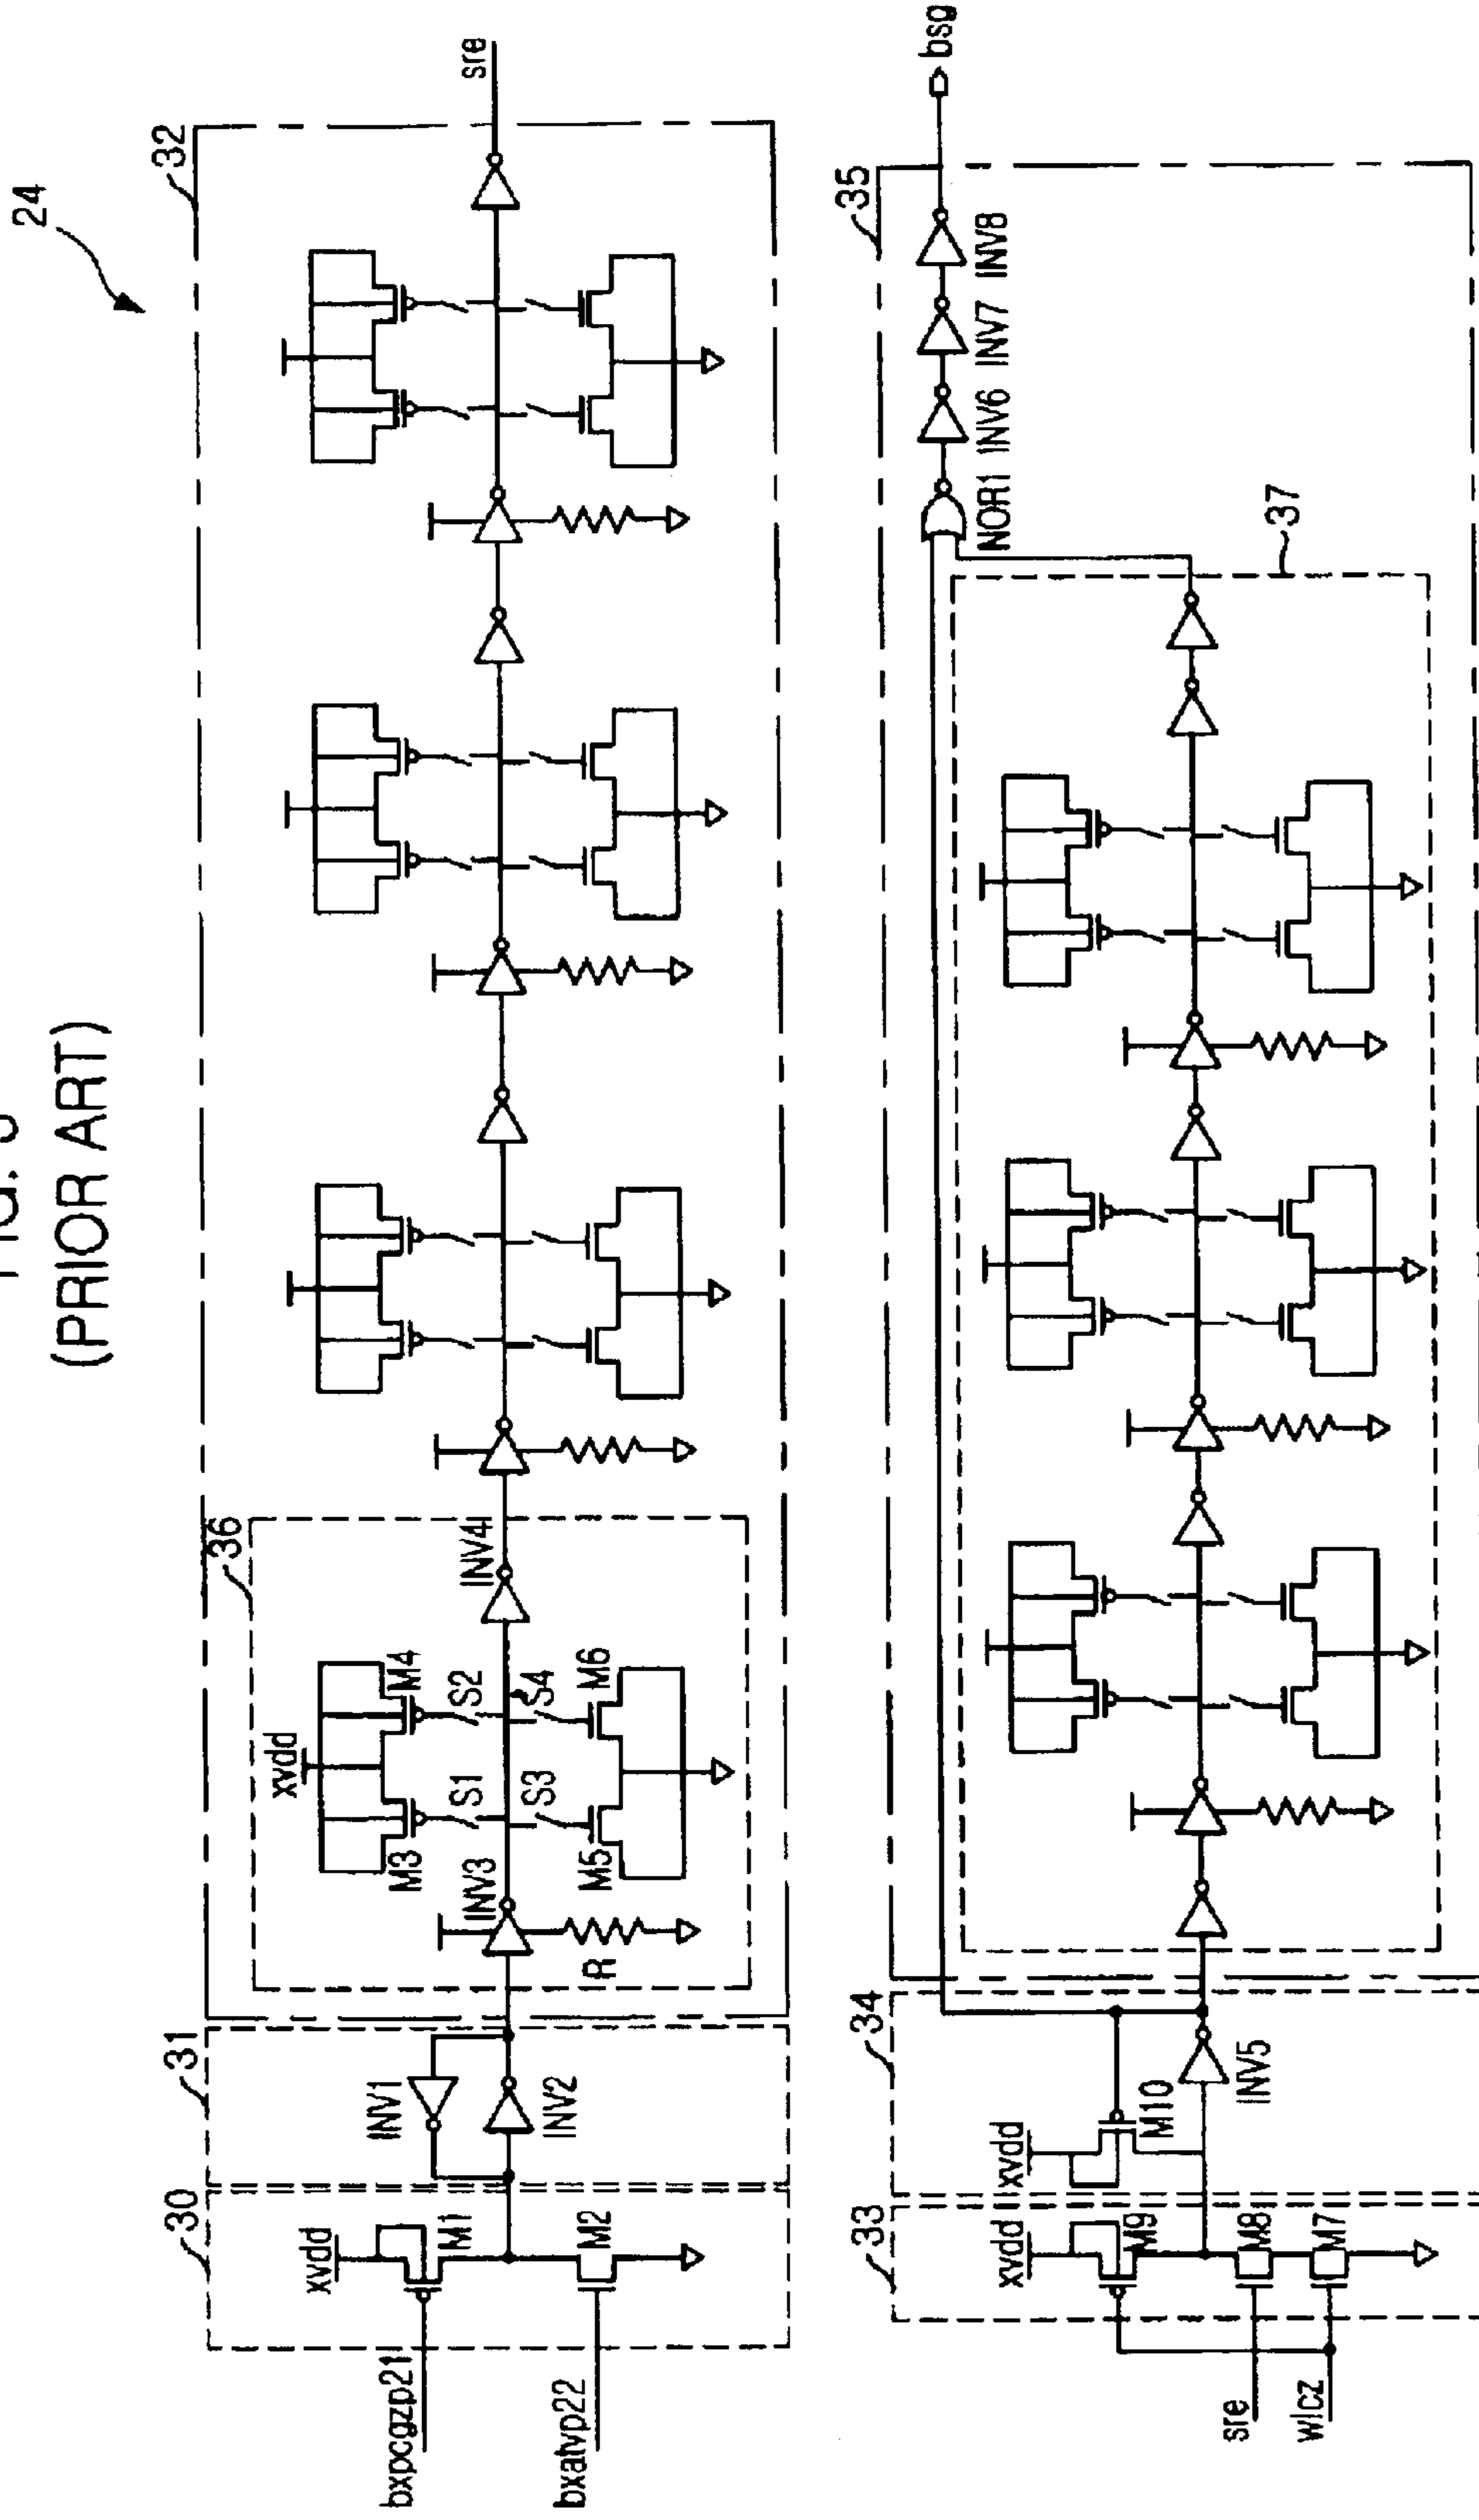 (PRIOR ART)
24
30
31
36
32
bxpcgzp21
xvdd
M1
bxatvp22
M2
INV1
INV2
xvdd
M3
M4
S1
S2
INV3
INV4
S3
S4
R
M5
M6
sre
33
34
35
xvdd
M9
sre
M8
wlcz
M7
xvdd
M10
INV5
NOR1
INV6
INV7
INV8
bsg
37